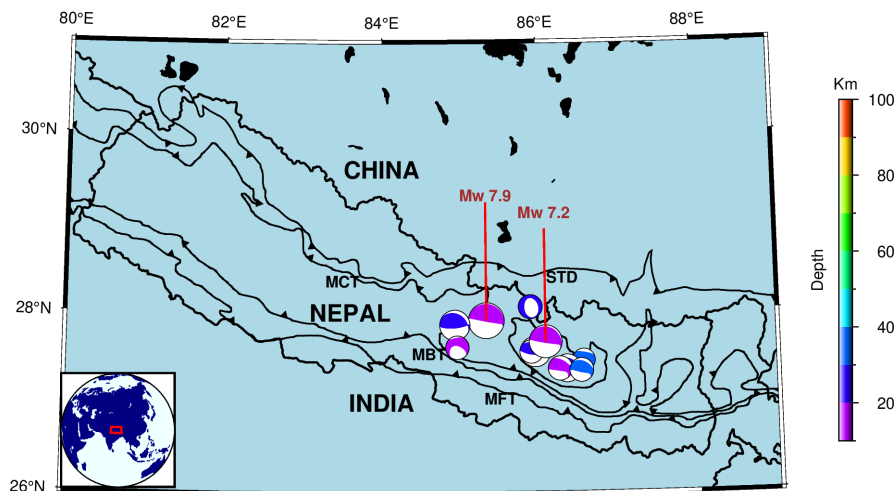 80°E
82°E
84°E
86°E
88°E
Km
100
30°N
CHINA
80
Mw 7.9
Mw 7.2
60
Depth
STD
MCT
28°N
NEPAL
40
MBT
MFT
INDIA
20
26°N